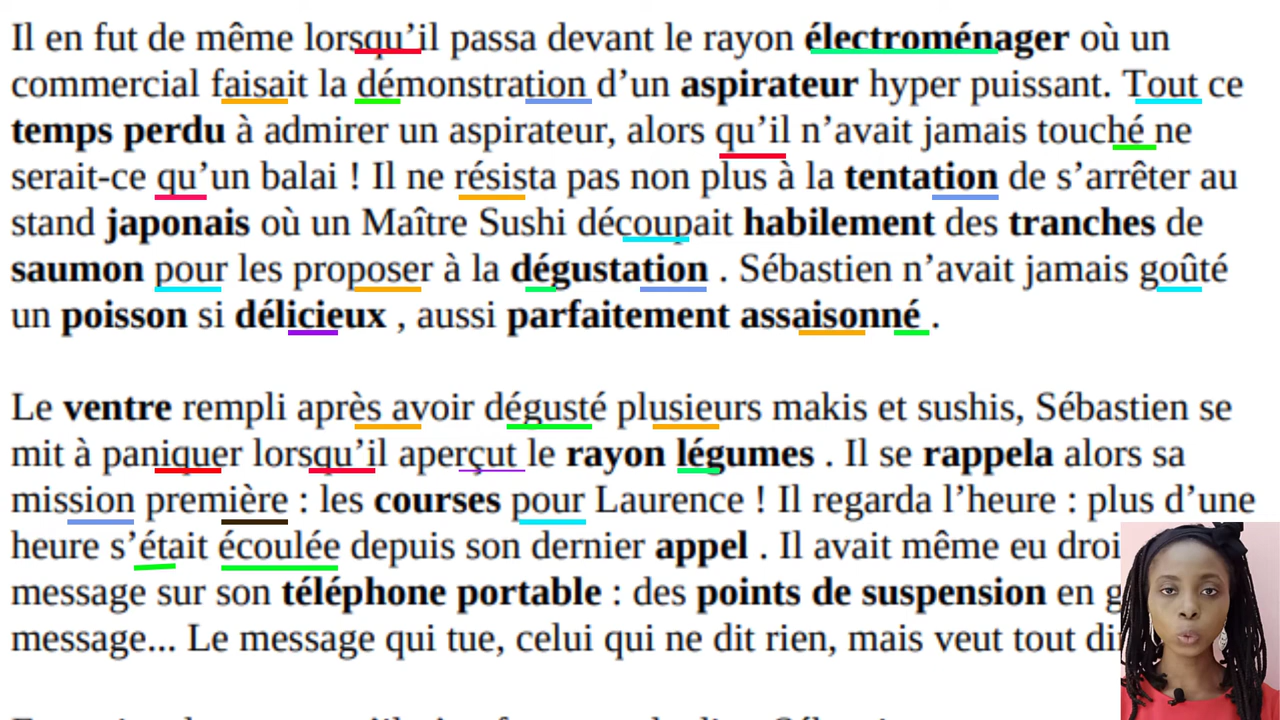 Il en fut de même lorsqu’il passa devant le rayon électroménager où un
commercial faisait la démonstration d’un aspirateur hyper puissant. Tout ce
temps perdu à admirer un aspirateur, alors qu’il n’avait jamais touché ne
serait-ce qu’un balai ! Il ne résista pas non plus à la tentation de s’arrêter au
stand japonais où un Maître Sushi découpait habilement des tranches de
saumon pour les proposer à la dégustation . Sébastien n’avait jamais goûté
un poisson si délicieux , aussi parfaitement assaisonné .
Le ventre rempli après avoir dégusté plusieurs makis et sushis, Sébastien se
mit à paniquer lorsqu’il aperçut le rayon légumes . Il se rappela alors sa
mission première : les courses pour Laurence ! Il regarda l’heure : plus d’une
heure s’était écoulée depuis son dernier appel . Il avait même eu droi
message sur son téléphone portable : des points de suspension en g
message... Le message qui tue, celui qui ne dit rien, mais veut tout di